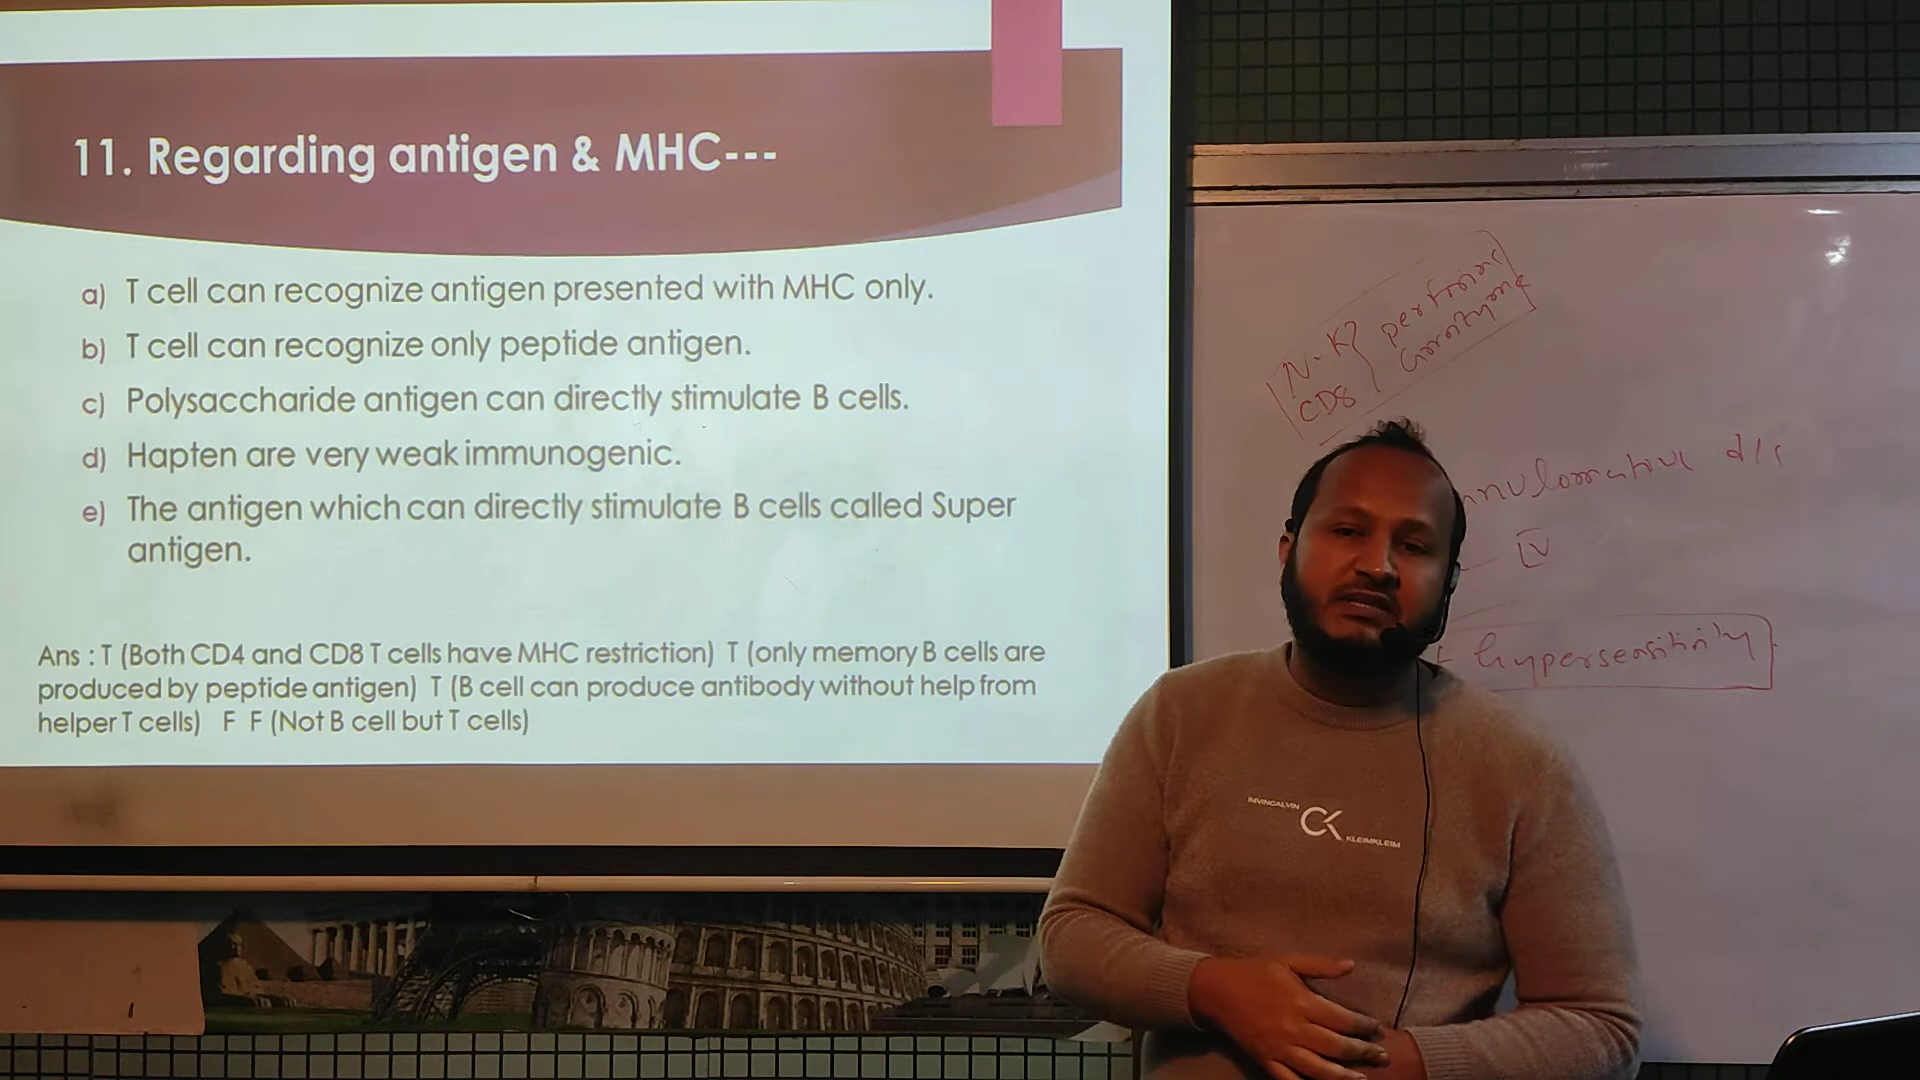 11. Regarding antigen & MHC---
a) T cell can recognize antigen presented with MHC only.
b) T cell can recognize only peptide antigen.
c) Polysaccharide antigen can directly stimulate B cells.
d) Hapten are very weak immunogenic.
e) The antigen which can directly stimulate B cells called Super
antigen.
Ans : T (Both CD4 and CD8 T cells have MHC restriction) T (only memory B cells are
produced by peptide antigen) T (B cell can produce antibody without help from
helper T cells) F F (Not B cell but T cells)
N-K
CD8
IV
hypersensitivity
IMVINCALVIN
CK
KLEIMKLEIM